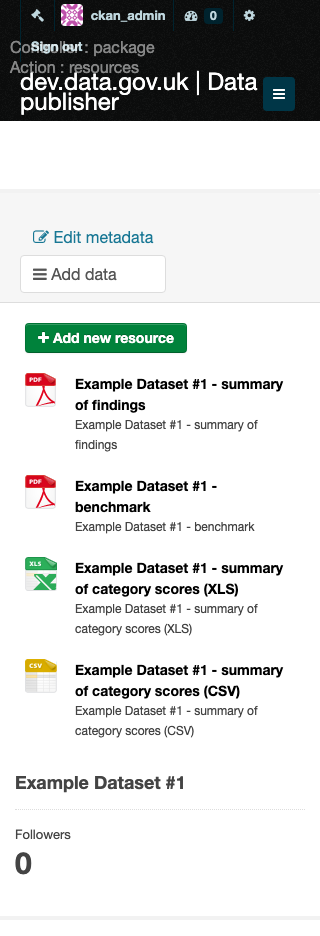 ckan_admin 0
Sign out
Controller : package
Action : resources
dev.data.gov.uk | Data
publisher
Edit metadata
Add data
Add new resource
PDF
Example Dataset #1 - summary
of findings
Example Dataset #1 - summary of
findings
PDF
Example Dataset #1 -
benchmark
Example Dataset #1 - benchmark
XLS
Example Dataset #1 - summary
of category scores (XLS)
Example Dataset #1 - summary of
category scores (XLS)
CSV
Example Dataset #1 - summary
of category scores (CSV)
Example Dataset #1 - summary of
category scores (CSV)
Example Dataset #1
Followers
0